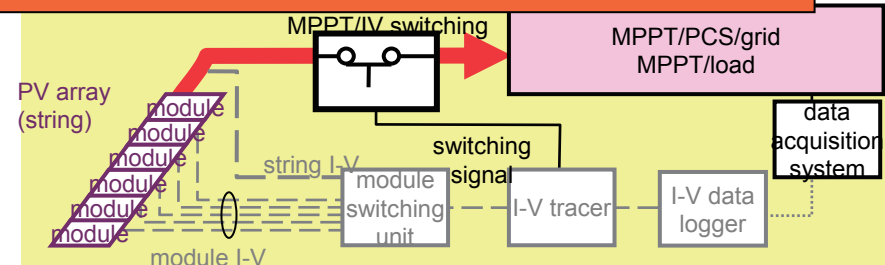 MPPT/IV switching
MPPT/PCS/grid
MPPT/load
PV array
(string)
module
module
module
module
module
module
data
acquisition
system
switching
signal
string I-V
module
switching
unit
I-V tracer
I-V data
logger
module I-V